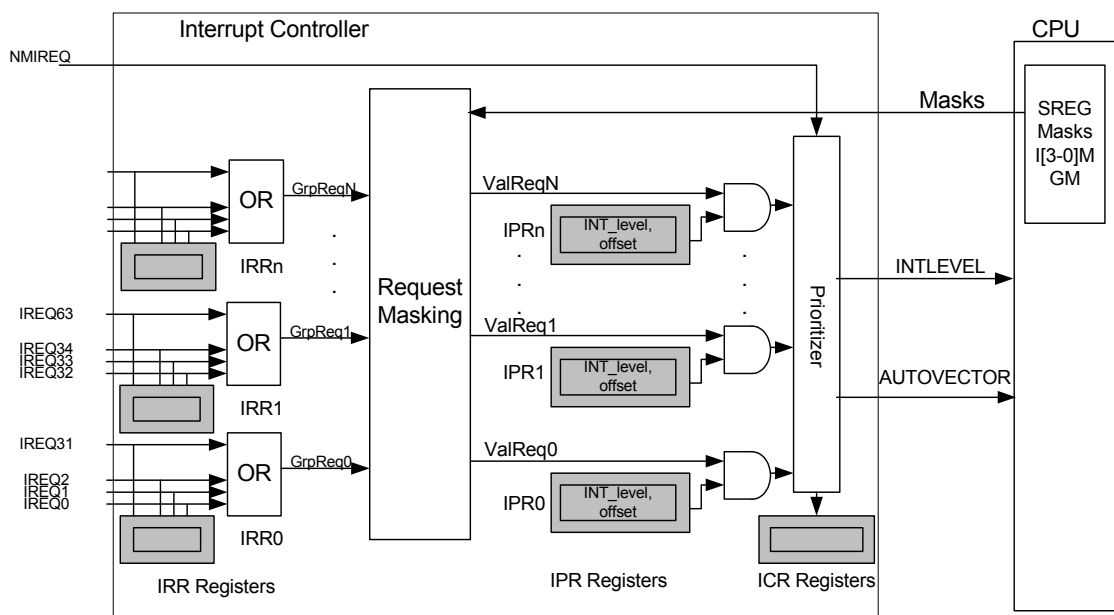 Interrupt Controller
CPU
NMIREQ
Masks
SREG
Masks
I[3-0]M
GM
OR
GrpReqN
IRRn
Request
Masking
ValReqN
IPRn
INT_level,
offset
Prioritizer
INTLEVEL
AUTOVECTOR
IREQ63
IREQ34
IREQ33
IREQ32
OR
GrpReq1
IRR1
ValReq1
IPR1
INT_level,
offset
IREQ31
IREQ2
IREQ1
IREQ0
OR
GrpReq0
IRR0
ValReq0
IPR0
INT_level,
offset
IRR Registers
IPR Registers
ICR Registers